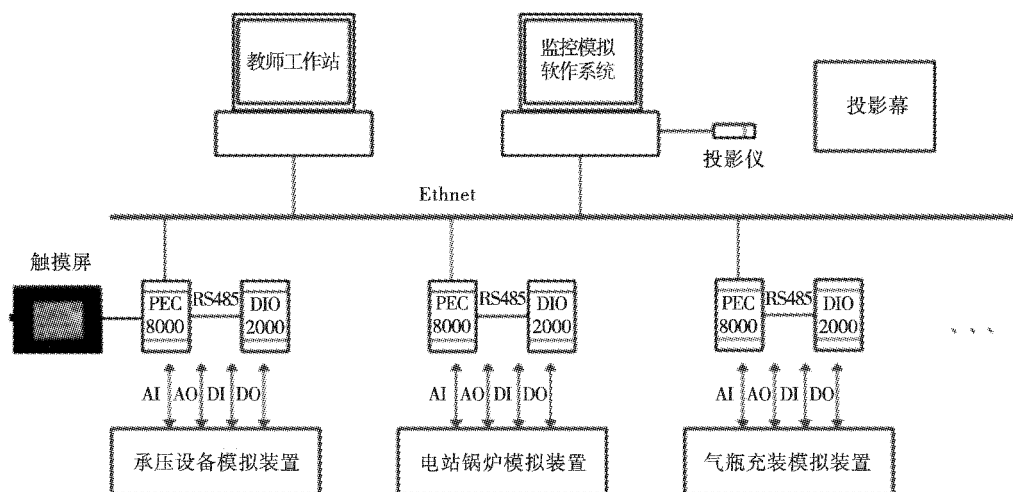 教师工作站
监控模拟
软作系统
投影幕
投影仪
Ethnet
触摸屏
PEC
8000
RS485
DIO
2000
PEC
8000
RS485
DIO
2000
PEC
8000
RS485
DIO
2000
AI AO DI DO
AI AO DI DO
AI AO DI DO
承压设备模拟装置
电站锅炉模拟装置
气瓶充装模拟装置